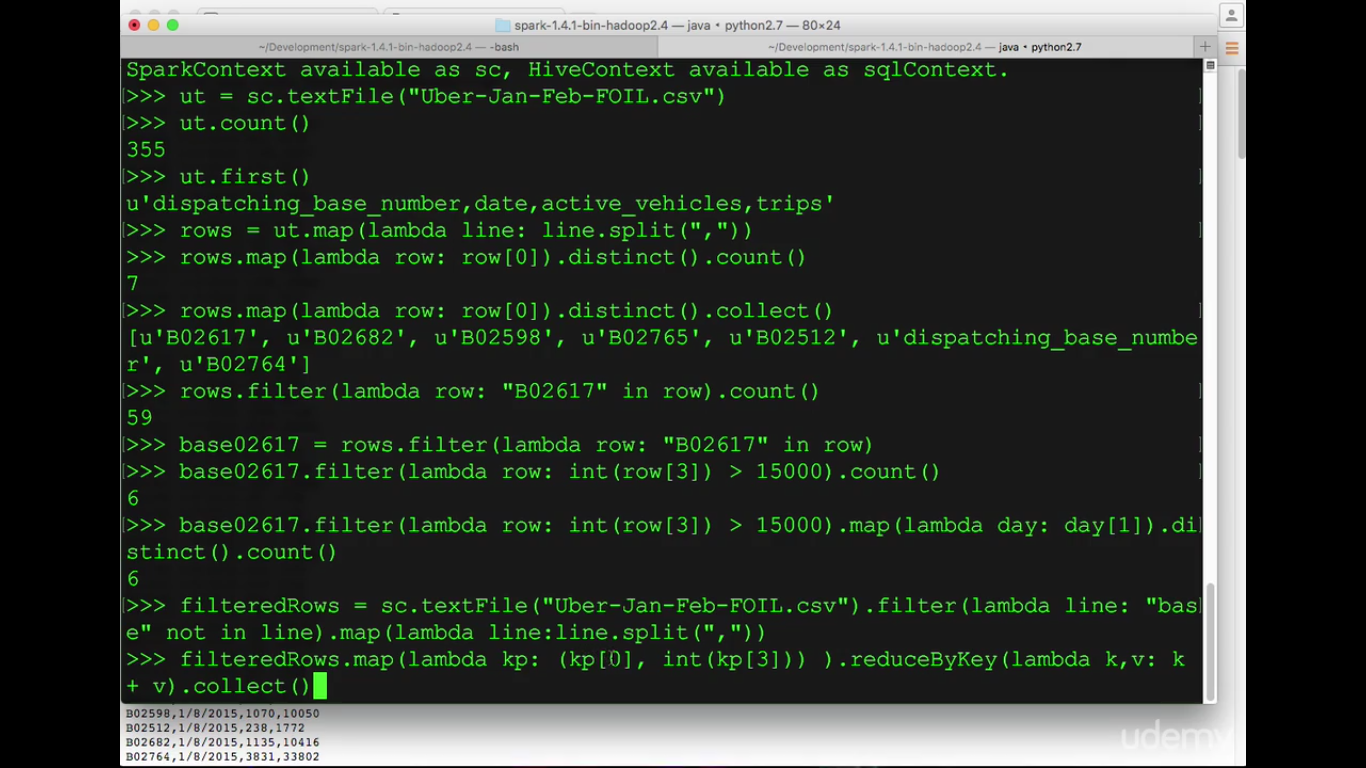 spark-1.4.1-bin-hadoop2.4 — java • python2.7 — 80×24
~/Development/spark-1.4.1-bin-hadoop2.4 — -bash
~/Development/spark-1.4.1-bin-hadoop2.4 — java • python2.7
SparkContext available as sc, HiveContext available as sqlContext.
>>> ut = sc.textFile("Uber-Jan-Feb-FOIL.csv")
>>> ut.count()
355
>>> ut.first()
u'dispatching_base_number,date,active_vehicles,trips'
>>> rows = ut.map(lambda line: line.split(","))
>>> rows.map(lambda row: row[0]).distinct().count()
7
>>> rows.map(lambda row: row[0]).distinct().collect()
[u'B02617', u'B02682', u'B02598', u'B02765', u'B02512', u'dispatching_base_numbe
r', u'B02764']
>>> rows.filter(lambda row: "B02617" in row).count()
59
>>> base02617 = rows.filter(lambda row: "B02617" in row)
>>> base02617.filter(lambda row: int(row[3]) > 15000).count()
6
>>> base02617.filter(lambda row: int(row[3]) > 15000).map(lambda day: day[1]).di
stinct().count()
6
>>> filteredRows = sc.textFile("Uber-Jan-Feb-FOIL.csv").filter(lambda line: "bas
e" not in line).map(lambda line:line.split(","))
>>> filteredRows.map(lambda kp: (kp[0], int(kp[3])) ).reduceByKey(lambda k,v: k
+ v).collect()
B02598,1/8/2015,1070,10050
B02512,1/8/2015,238,1772
B02682,1/8/2015,1135,10416
B02764,1/8/2015,3831,33802
udemy